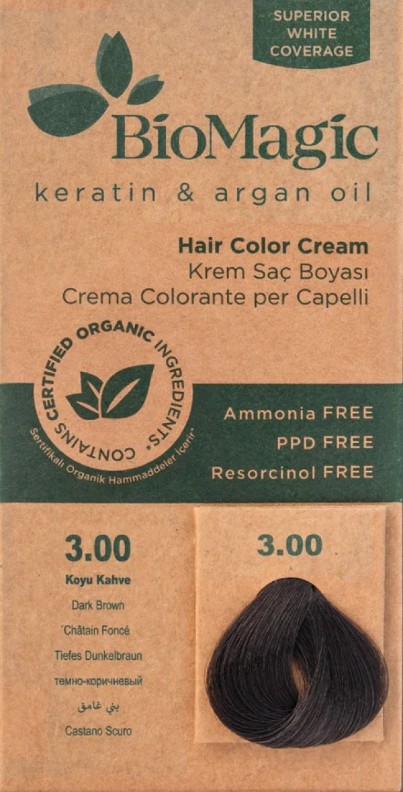 SUPERIOR
WHITE
COVERAGE
BioMagic
keratin & argan oil
Hair Color Cream
Krem Saç Boyası
Crema Colorante per Capelli
CONTAINS CERTIFIED ORGANIC INGREDIENTS*
Sertifikalı Organik Hammaddeler İçerir*
Ammonia FREE
PPD FREE
Resorcinol FREE
3.00
Koyu Kahve
Dark Brown
´Châtain Foncé
Tiefes Dunkelbraun
темно-коричневый
بني غامق
Castano Scuro
3.00